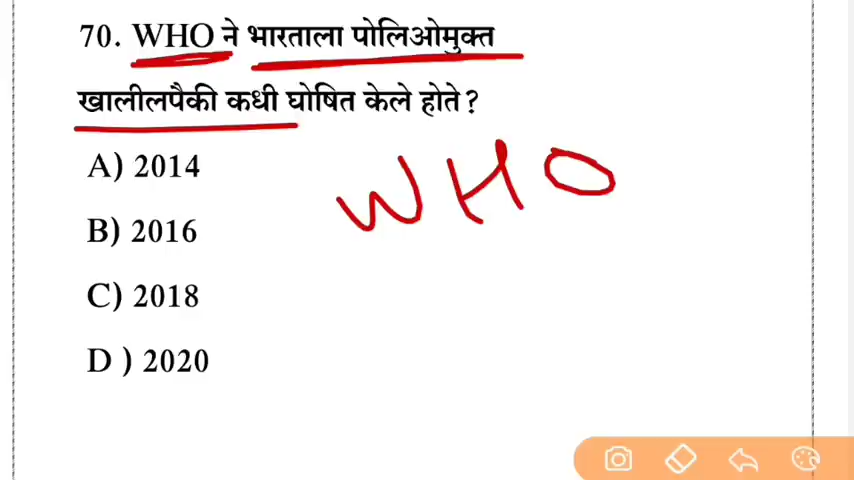 70. WHO ने भारताला पोलिओमुक्त
खालीलपैकी कधी घोषित केले होते?
A) 2014
WHO
B) 2016
C) 2018
D ) 2020